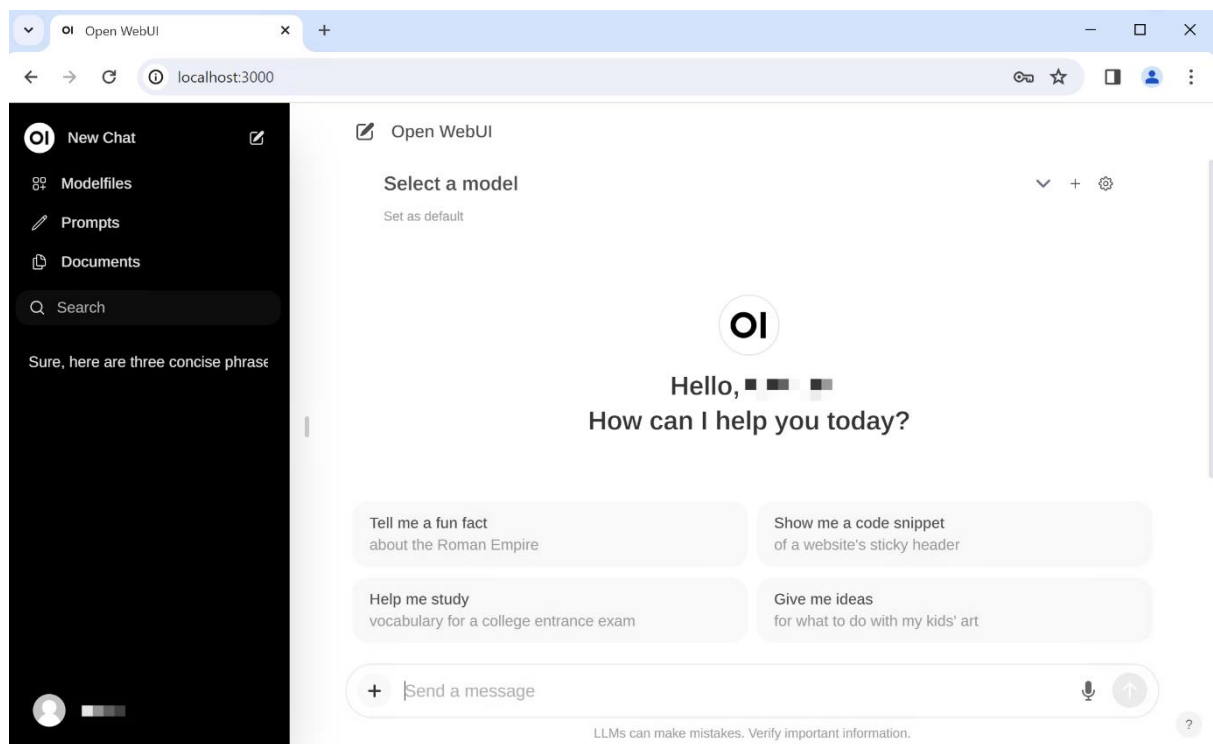 OI Open WebUI
localhost:3000
OI New Chat
Modelfiles
Prompts
Documents
Search
Sure, here are three concise phrase
Open WebUI
Select a model
Set as default
OI
Hello,
How can I help you today?
Tell me a fun fact
about the Roman Empire
Show me a code snippet
of a website's sticky header
Help me study
vocabulary for a college entrance exam
Give me ideas
for what to do with my kids' art
Send a message
LLMs can make mistakes. Verify important information.
?